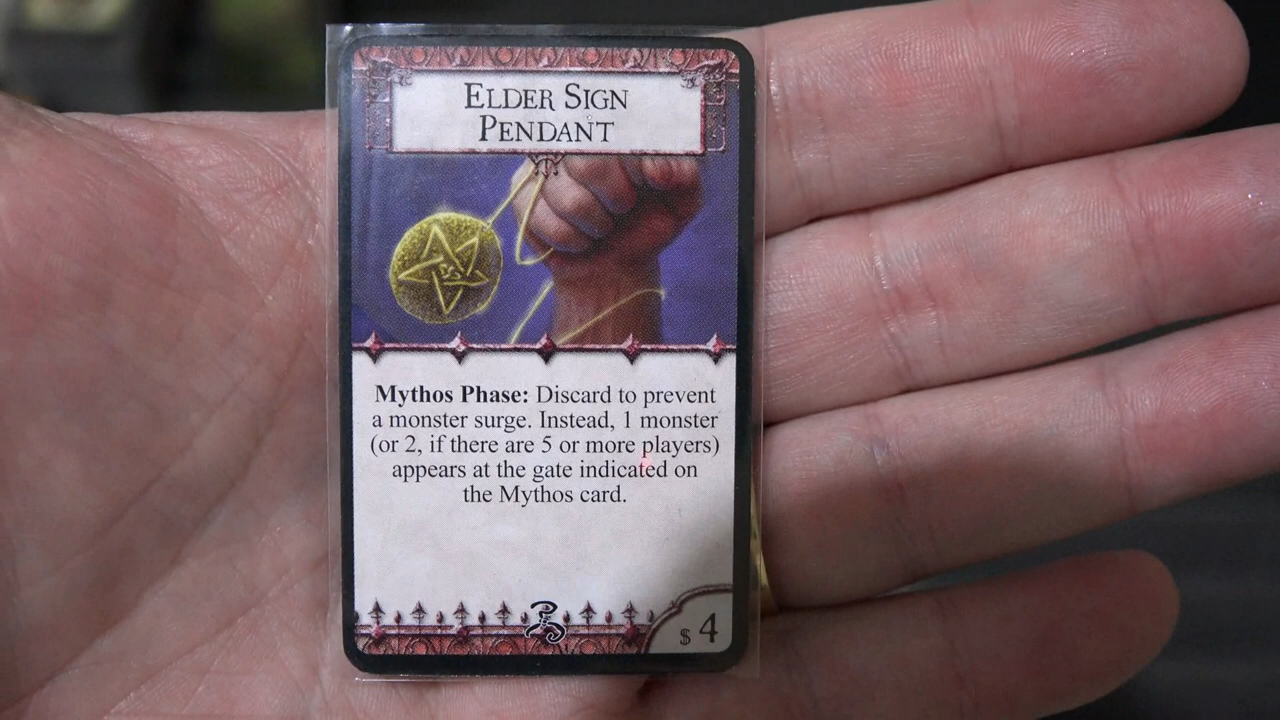 Elder Sign
Pendant
Mythos Phase: Discard to prevent
a monster surge. Instead, 1 monster
(or 2, if there are 5 or more players)
appears at the gate indicated on
the Mythos card.
$ 4